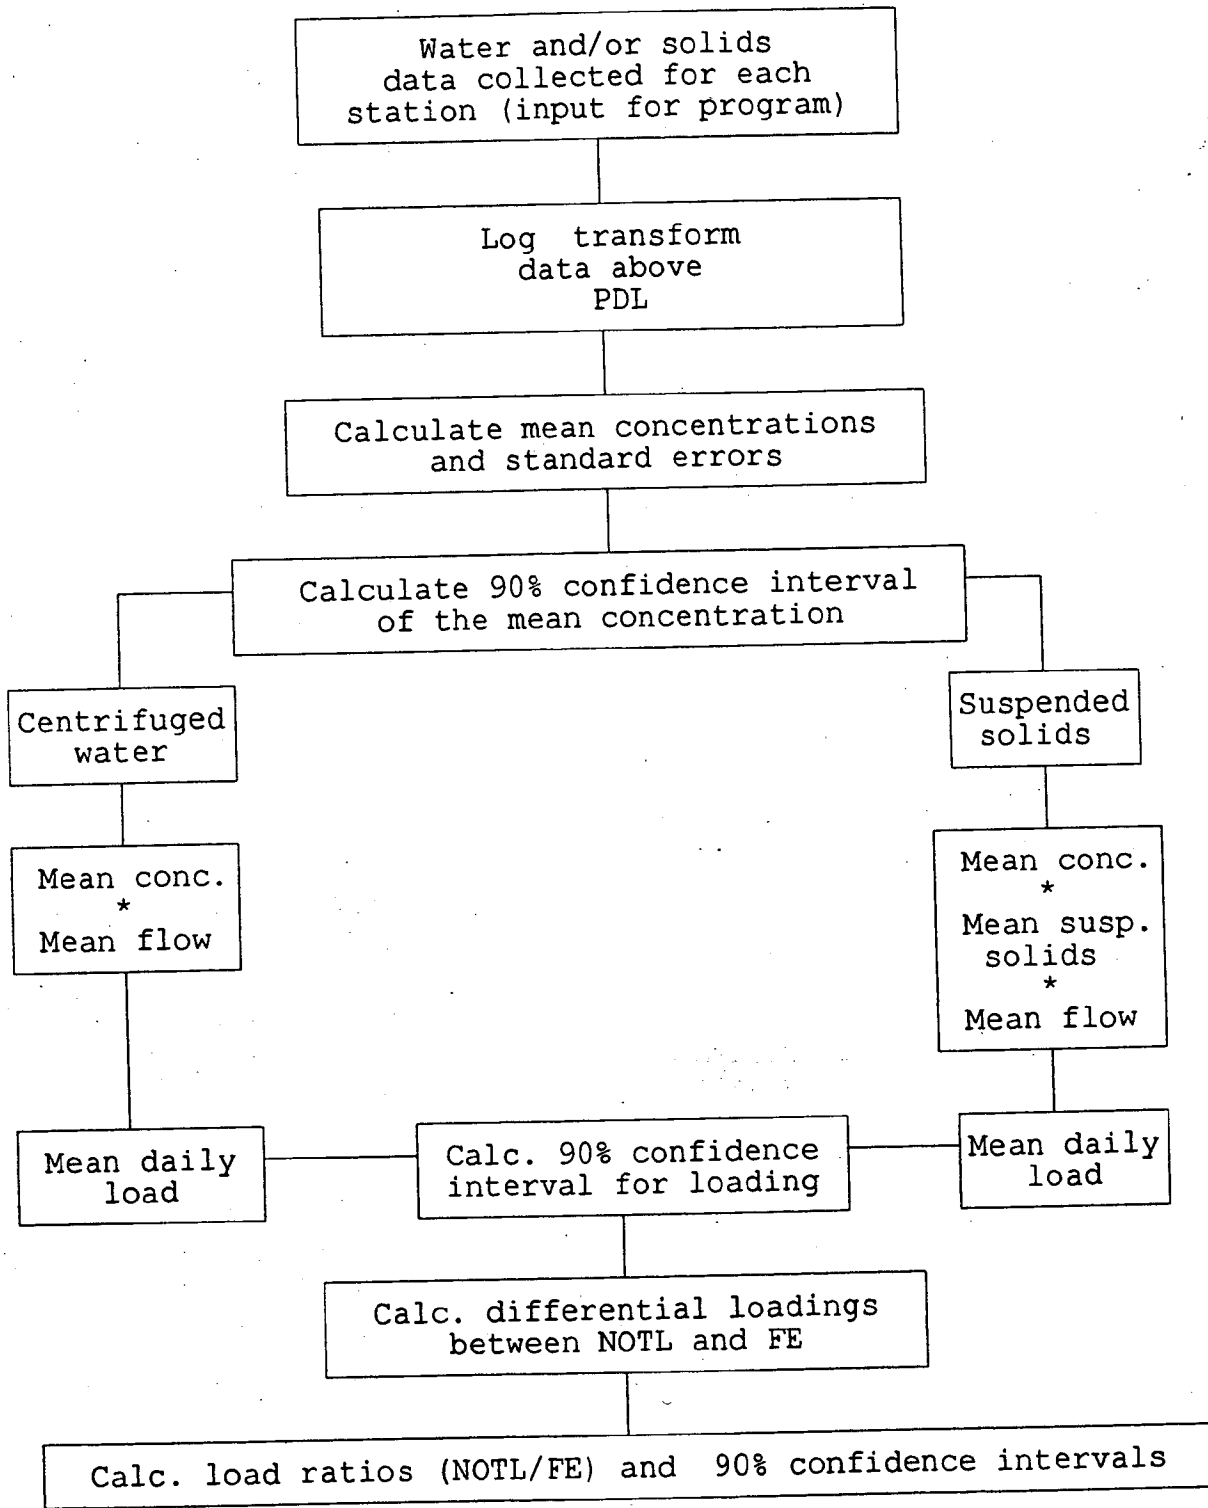 Water and/or solids
data collected for each
station (input for program)
Log transform
data above
PDL
Calculate mean concentrations
and standard errors
Calculate 90% confidence interval
of the mean concentration
Centrifuged
water
Suspended
solids
Mean conc.
*
Mean flow
Mean conc.
*
Mean susp.
solids
*
Mean flow
Mean daily
load
Calc. 90% confidence
interval for loading
Mean daily
load
Calc. differential loadings
between NOTL and FE
Calc. load ratios (NOTL/FE) and 90% confidence intervals